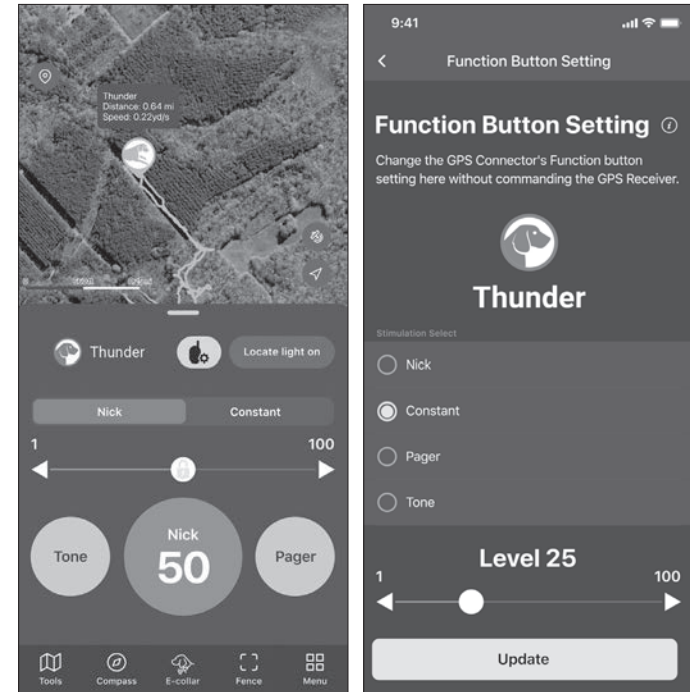 Thunder
Distance: 0.64 mi
Speed: 0.22yd/s
Thunder
Locate light on
Nick
Constant
1
100
Tone
Nick
50
Pager
Tools
Compass
E-collar
Fence
Menu
9:41
Function Button Setting
Function Button Setting
Change the GPS Connector's Function button
setting here without commanding the GPS Receiver.
Thunder
Stimulation Select
Nick
Constant
Pager
Tone
Level 25
1
100
Update